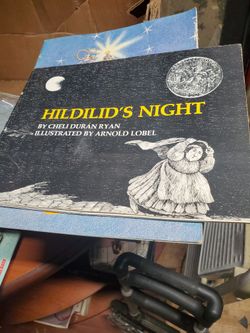 HILDILID'S NIGHT
BY CHELI DURÁN RYAN
ILLUSTRATED BY ARNOLD LOBEL